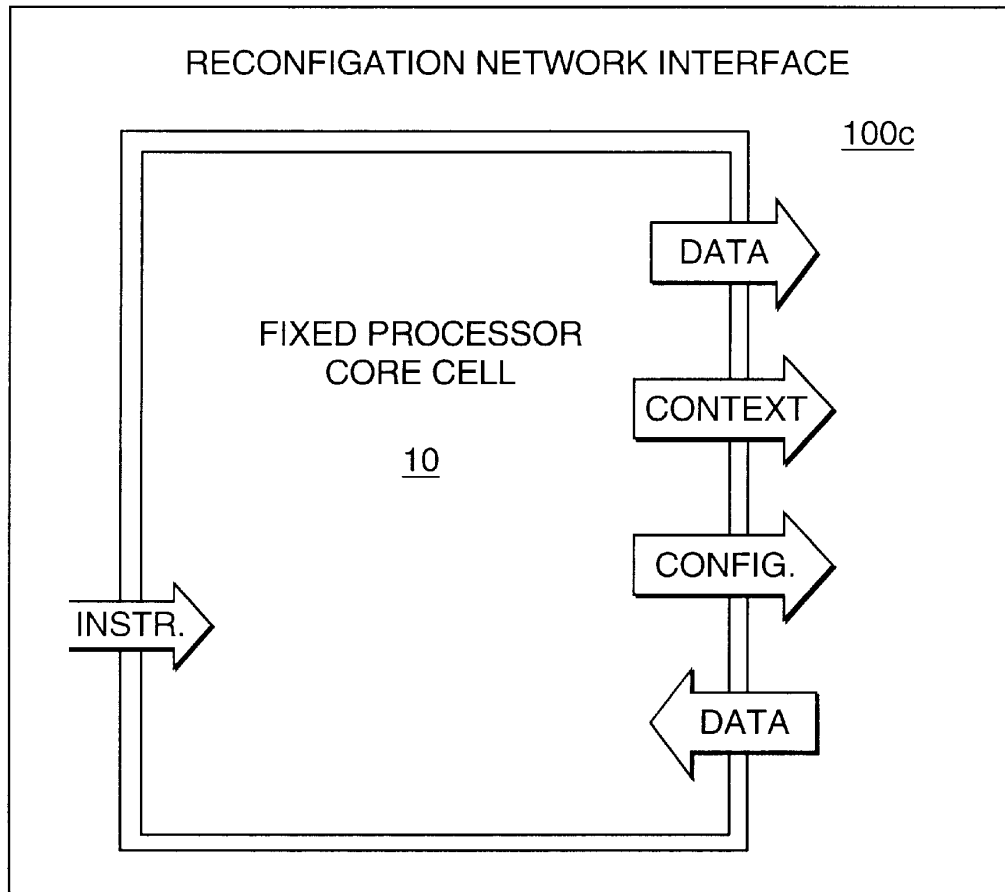 RECONFIGATION NETWORK INTERFACE
100c
DATA
FIXED PROCESSOR
CORE CELL
CONTEXT
10
CONFIG.
INSTR.
DATA